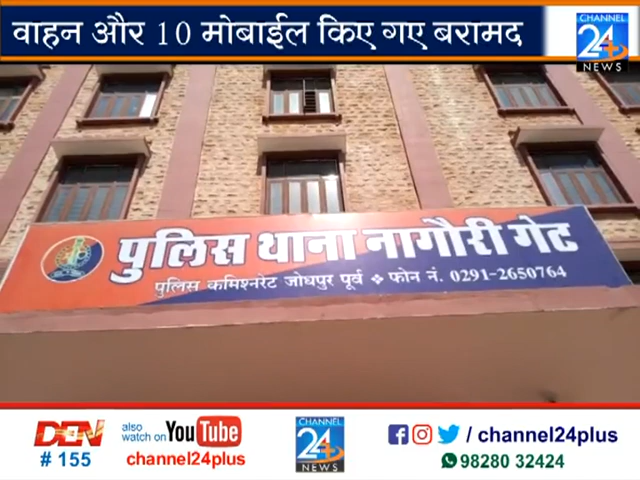 वाहन और 10 मोबाईल किए गए बरामद
CHANNEL
24+
NEWS
पुलिस थाना नागौरी गेट
पुलिस कमिश्नरेट जोधपुर पूर्व ❖ फोन नं. 0291-2650764
DEN
# 155
also watch on YouTube
channel24plus
CHANNEL
24+
NEWS
/ channel24plus
98280 32424